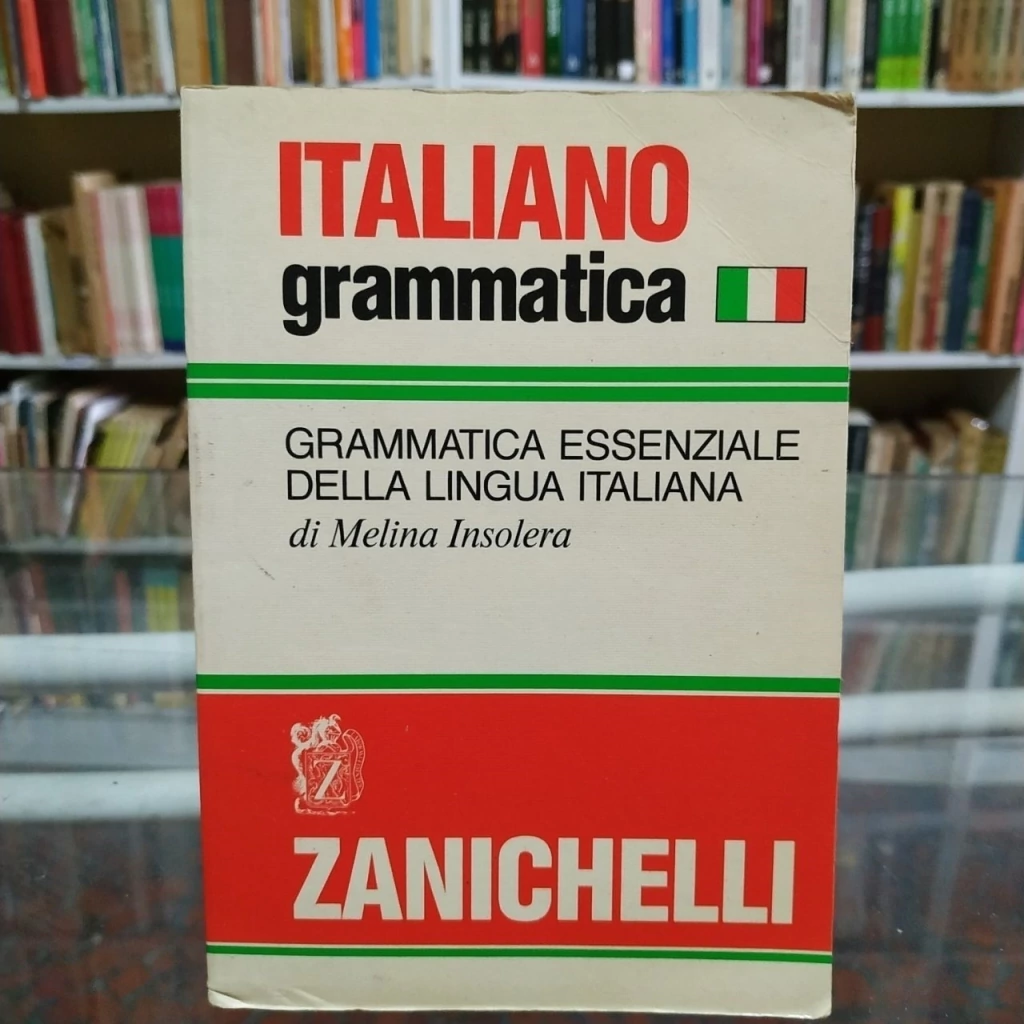 ITALIANO
grammatica
GRAMMATICA ESSENZIALE
DELLA LINGUA ITALIANA
di Melina Insolera
Z
ZANICHELLI